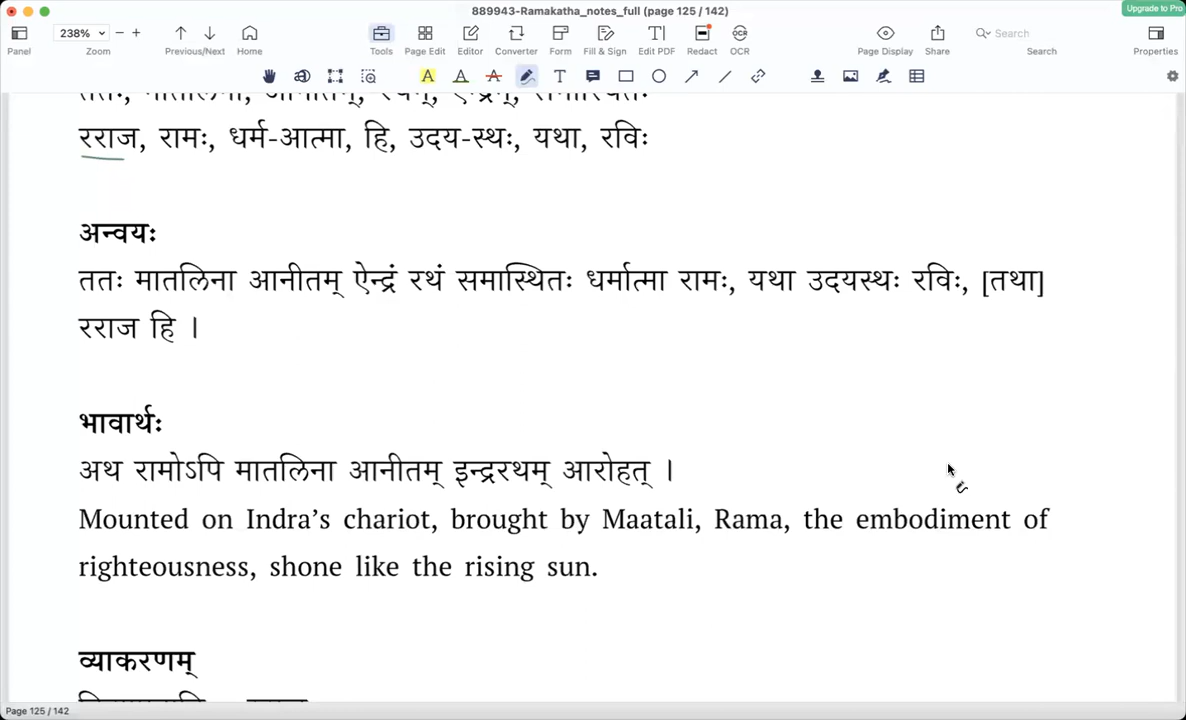 889943-Ramakatha_notes_full (page 125 / 142)
Upgrade to Pro
238%
Search
Panel
Zoom
Previous/Next
Home
Tools
Page Edit
Editor
Converter
Form
Fill & Sign
Edit PDF
Redact
OCR
Page Display
Share
Search
Properties
रराज, रामः, धर्म-आत्मा, हि, उदय-स्थः, यथा, रविः
अन्वयः
ततः मातलिना आनीतम् ऐन्द्रं रथं समास्थितः धर्मात्मा रामः, यथा उदयस्थः रविः, [तथा]
रराज हि ।
भावार्थः
अथ रामोऽपि मातलिना आनीतम् इन्द्ररथम् आरोहत् ।
Mounted on Indra’s chariot, brought by Maatali, Rama, the embodiment of
righteousness, shone like the rising sun.
व्याकरणम्
Page 125 / 142